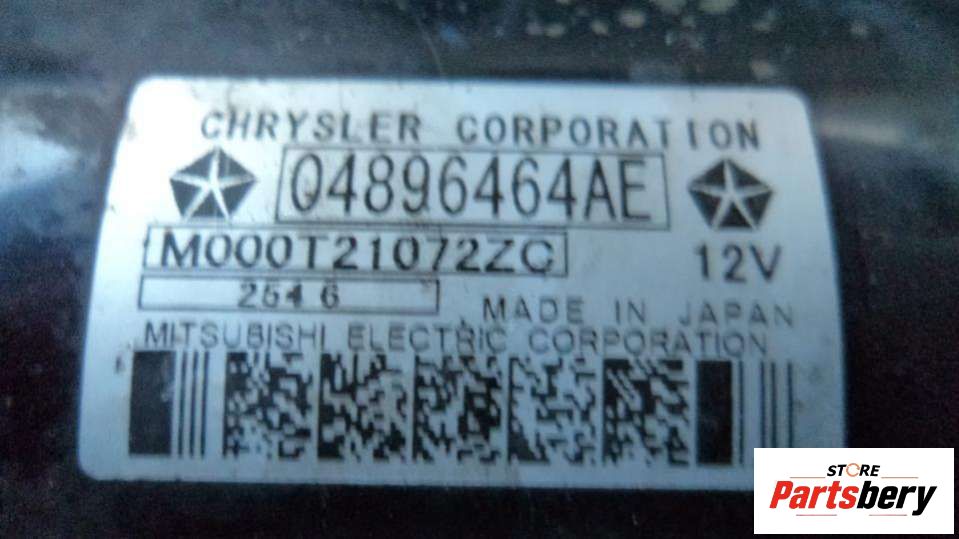 CHRYSLER CORPORATION
04896464AE
M000T21072ZC 12V
2546
MADE IN JAPAN
MITSUBISHI ELECTRIC CORPORATION
STORE
Partsbery